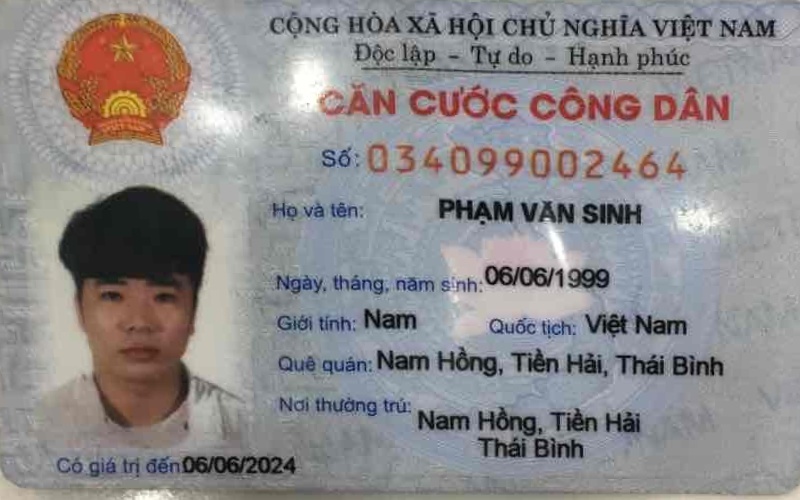 CỘNG HÒA XÃ HỘI CHỦ NGHĨA VIỆT NAM
Độc lập - Tự do - Hạnh phúc
CĂN CƯỚC CÔNG DÂN
Số: 034099002464
Họ và tên: PHẠM VĂN SINH
Ngày, tháng, năm sinh: 06/06/1999
Giới tính: Nam Quốc tịch: Việt Nam
Quê quán: Nam Hồng, Tiền Hải, Thái Bình
Nơi thường trú: Nam Hồng, Tiền Hải
Thái Bình
Có giá trị đến: 06/06/2024